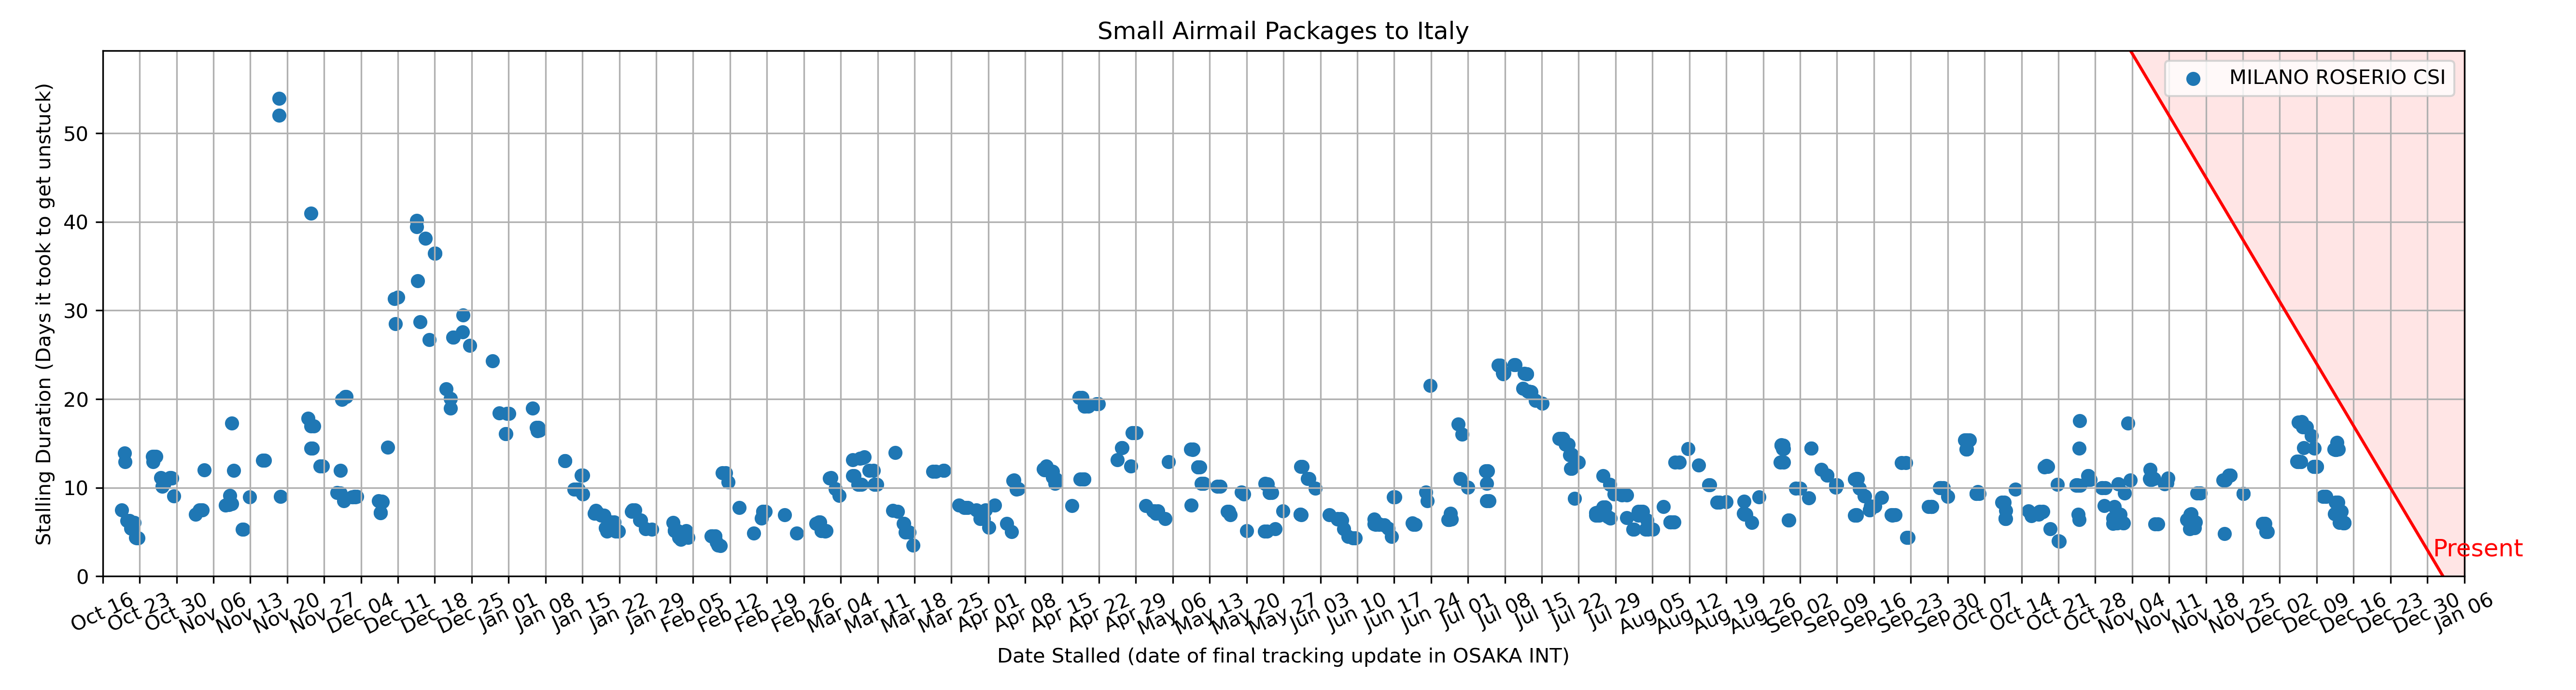 Small Airmail Packages to Italy
MILANO ROSERIO CSI
Stalling Duration (Days it took to get unstuck)
50
40
30
20
10
0
Present
Oct 16
Oct 23
Oct 30
Nov 06
Nov 13
Nov 20
Nov 27
Dec 04
Dec 11
Dec 18
Dec 25
Jan 01
Jan 08
Jan 15
Jan 22
Jan 29
Feb 05
Feb 12
Feb 19
Feb 26
Mar 04
Mar 11
Mar 18
Mar 25
Apr 01
Apr 08
Apr 15
Apr 22
Apr 29
May 06
May 13
May 20
May 27
Jun 03
Jun 10
Jun 17
Jun 24
Jul 01
Jul 08
Jul 15
Jul 22
Jul 29
Aug 05
Aug 12
Aug 19
Aug 26
Sep 02
Sep 09
Sep 16
Sep 23
Sep 30
Oct 07
Oct 14
Oct 21
Oct 28
Nov 04
Nov 11
Nov 18
Nov 25
Dec 02
Dec 09
Dec 16
Dec 23
Dec 30
Jan 06
Date Stalled (date of final tracking update in OSAKA INT)